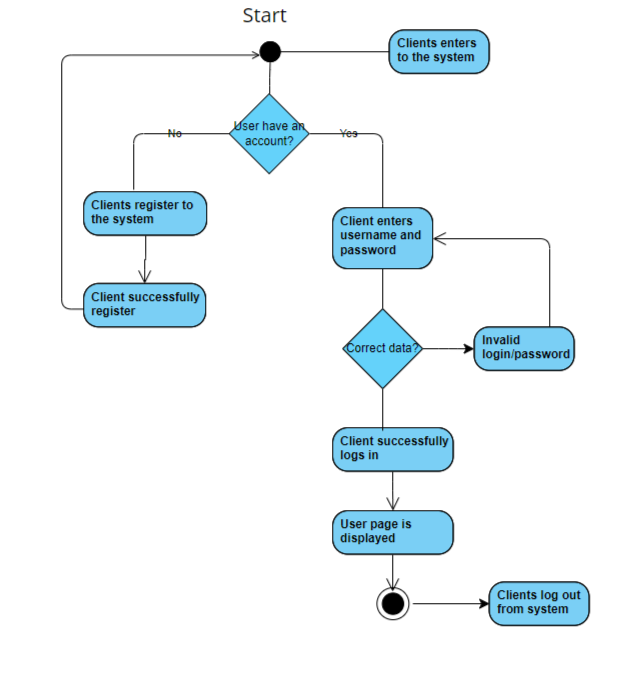 Start
Clients enters
to the system
User have an
account?
No
Yes
Clients register to
the system
Client enters
username and
password
Client successfully
register
Correct data?
Invalid
login/password
Client successfully
logs in
User page is
displayed
Clients log out
from system